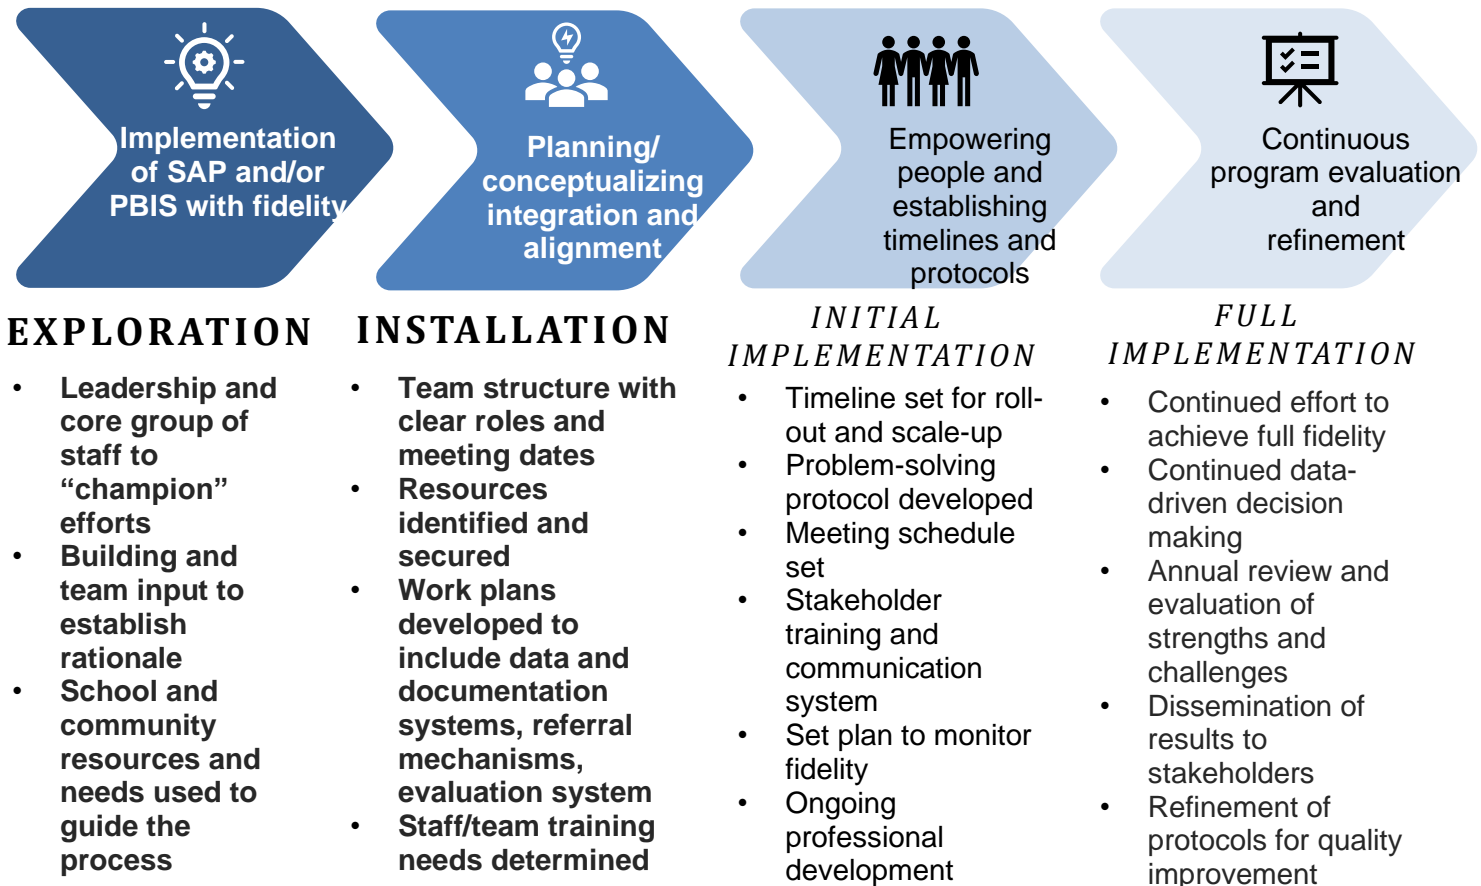 Implementation
of SAP and/or
PBIS with fidelity
Planning/
conceptualizing
integration and
alignment
Empowering
people and
establishing
timelines and
protocols
Continuous
program evaluation
and
refinement
EXPLORATION
• Leadership and
core group of
staff to
“champion”
efforts
• Building and
team input to
establish
rationale
• School and
community
resources and
needs used to
guide the
process
INSTALLATION
• Team structure with
clear roles and
meeting dates
• Resources
identified and
secured
• Work plans
developed to
include data and
documentation
systems, referral
mechanisms,
evaluation system
• Staff/team training
needs determined
INITIAL
IMPLEMENTATION
• Timeline set for roll-
out and scale-up
• Problem-solving
protocol developed
• Meeting schedule
set
• Stakeholder
training and
communication
system
• Set plan to monitor
fidelity
• Ongoing
professional
development
FULL
IMPLEMENTATION
• Continued effort to
achieve full fidelity
• Continued data-
driven decision
making
• Annual review and
evaluation of
strengths and
challenges
• Dissemination of
results to
stakeholders
• Refinement of
protocols for quality
improvement